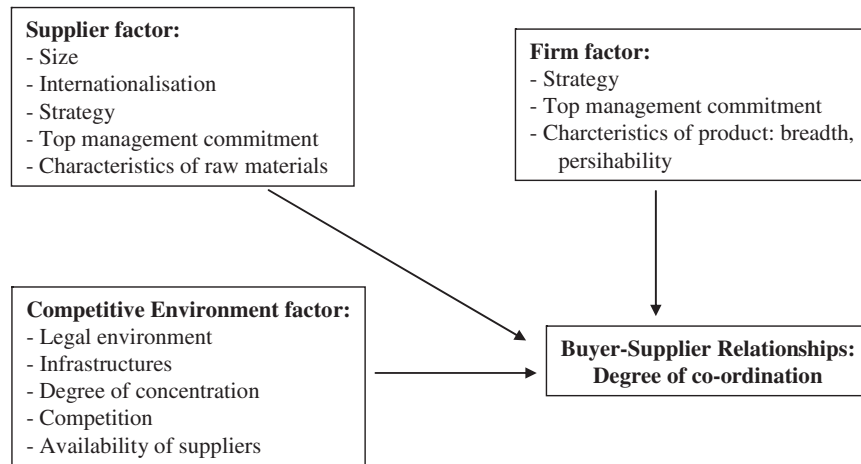 Supplier factor:
- Size
- Internationalisation
- Strategy
- Top management commitment
- Characteristics of raw materials
Firm factor:
- Strategy
- Top management commitment
- Charcteristics of product: breadth,
persihability
Competitive Environment factor:
- Legal environment
- Infrastructures
- Degree of concentration
- Competition
- Availability of suppliers
Buyer-Supplier Relationships:
Degree of co-ordination